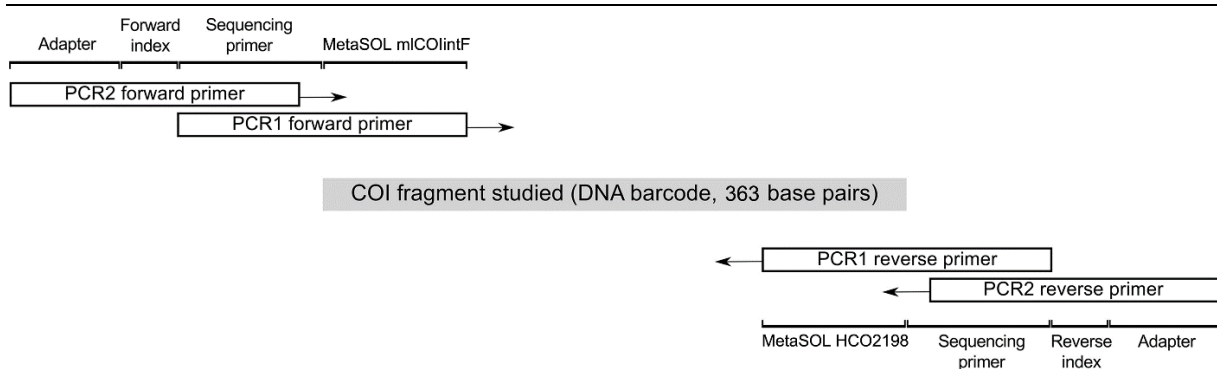 Adapter
Forward
index
Sequencing
primer
MetaSOL mlCOIintF
PCR2 forward primer
PCR1 forward primer
COI fragment studied (DNA barcode, 363 base pairs)
PCR1 reverse primer
PCR2 reverse primer
MetaSOL HCO2198
Sequencing
primer
Reverse
index
Adapter